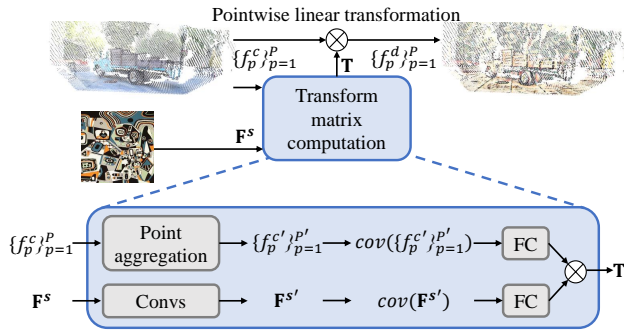 Pointwise linear transformation
{f_p^c}_{p=1}^P
{f_p^d}_{p=1}^P
T
Transform
matrix
computation
F^s
{f_p^c}_{p=1}^P
Point
aggregation
{f_p^{c'}}_{p=1}^{P'}
cov({f_p^{c'}}_{p=1}^{P'})
FC
T
F^s
Convs
F^{s'}
cov(F^{s'})
FC